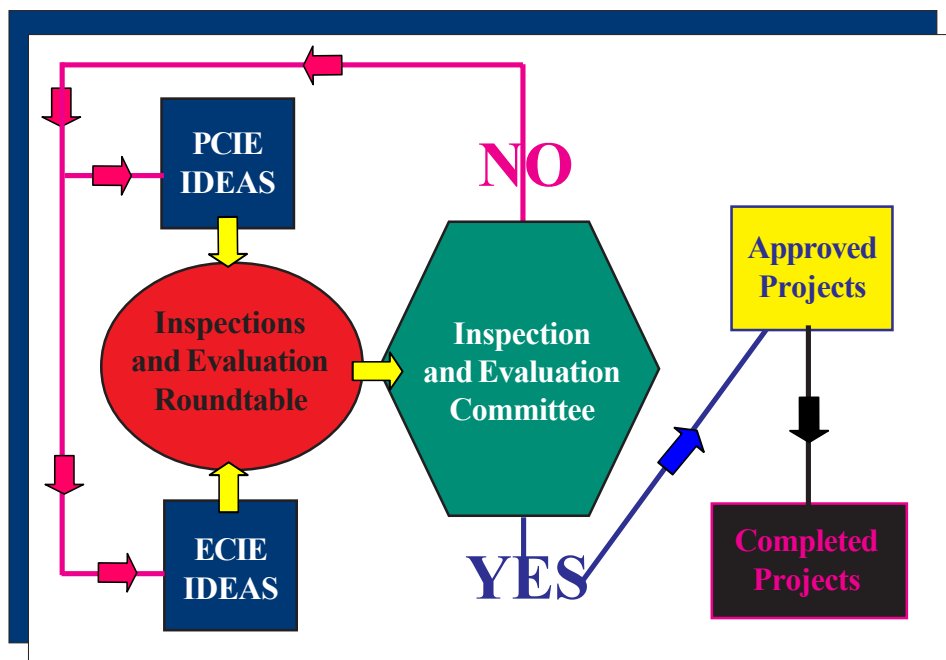 PCIE
IDEAS
NO
Approved
Projects
Inspections
and Evaluation
Roundtable
Inspection
and Evaluation
Committee
ECIE
IDEAS
YES
Completed
Projects